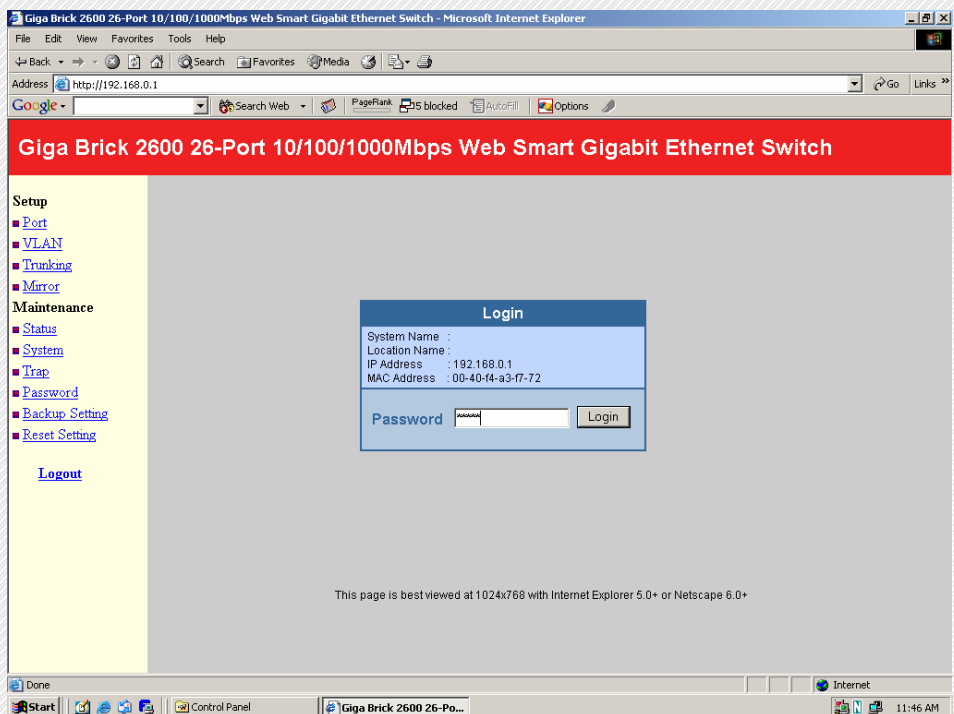 Giga Brick 2600 26-Port 10/100/1000Mbps Web Smart Gigabit Ethernet Switch - Microsoft Internet Explorer
File Edit View Favorites Tools Help
Back Search Favorites Media
Address http://192.168.0.1 Go Links »
Google Search Web PageRank 5 blocked AutoFill Options
Giga Brick 2600 26-Port 10/100/1000Mbps Web Smart Gigabit Ethernet Switch
Setup
Port
VLAN
Trunking
Mirror
Maintenance
Status
System
Trap
Password
Backup Setting
Reset Setting
Logout
Login
System Name :
Location Name :
IP Address : 192.168.0.1
MAC Address : 00-40-f4-a3-f7-72
Password ***** Login
This page is best viewed at 1024x768 with Internet Explorer 5.0+ or Netscape 6.0+
Done Internet
Start Control Panel Giga Brick 2600 26-Po... 11:46 AM